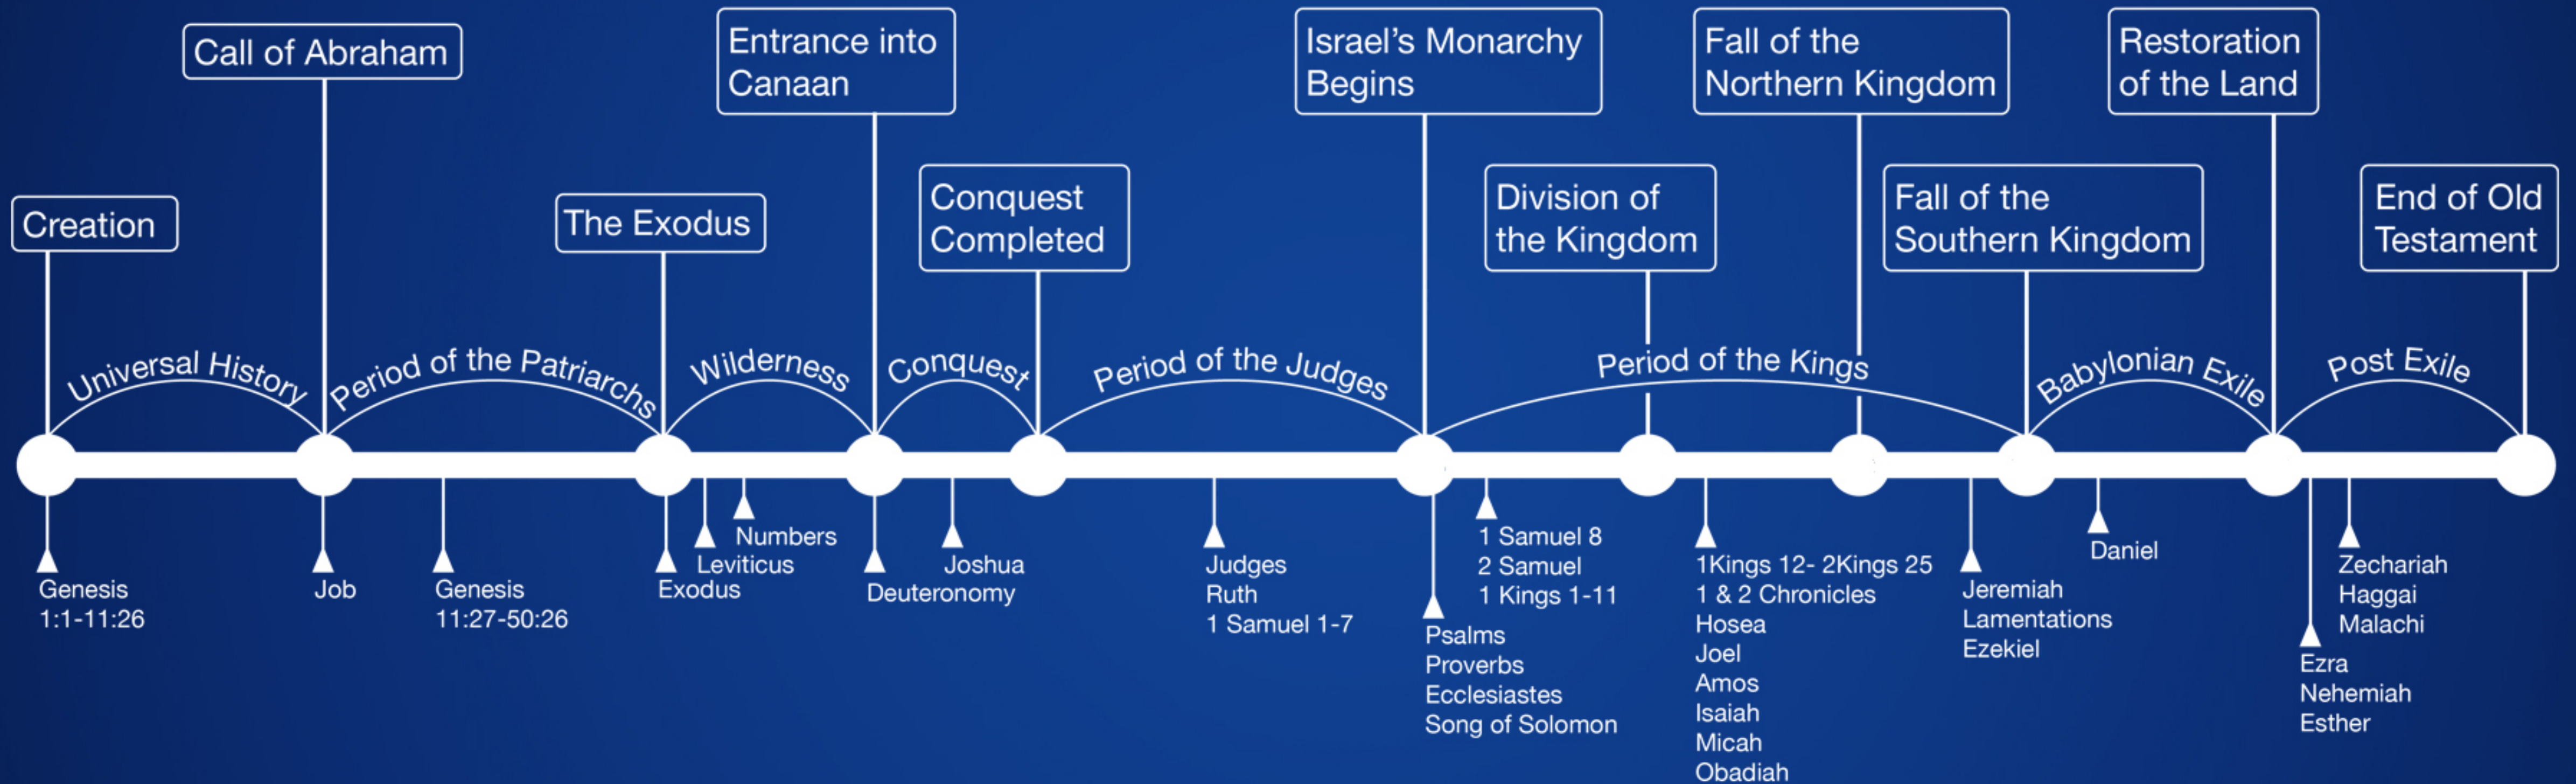 Call of Abraham
Entrance into
Canaan
Israel's Monarchy
Begins
Fall of the
Northern Kingdom
Restoration
of the Land
Creation
The Exodus
Conquest
Completed
Division of
the Kingdom
Fall of the
Southern Kingdom
End of Old
Testament
Universal History
Period of the Patriarchs
Wilderness
Conquest
Period of the Judges
Period of the Kings
Babylonian Exile
Post Exile
Genesis
1:1-11:26
Job
Genesis
11:27-50:26
Exodus
Leviticus
Numbers
Deuteronomy
Joshua
Judges
Ruth
1 Samuel 1-7
Psalms
Proverbs
Ecclesiastes
Song of Solomon
1 Samuel 8
2 Samuel
1 Kings 1-11
1Kings 12- 2Kings 25
1 & 2 Chronicles
Hosea
Joel
Amos
Isaiah
Micah
Obadiah
Jeremiah
Lamentations
Ezekiel
Daniel
Ezra
Nehemiah
Esther
Zechariah
Haggai
Malachi